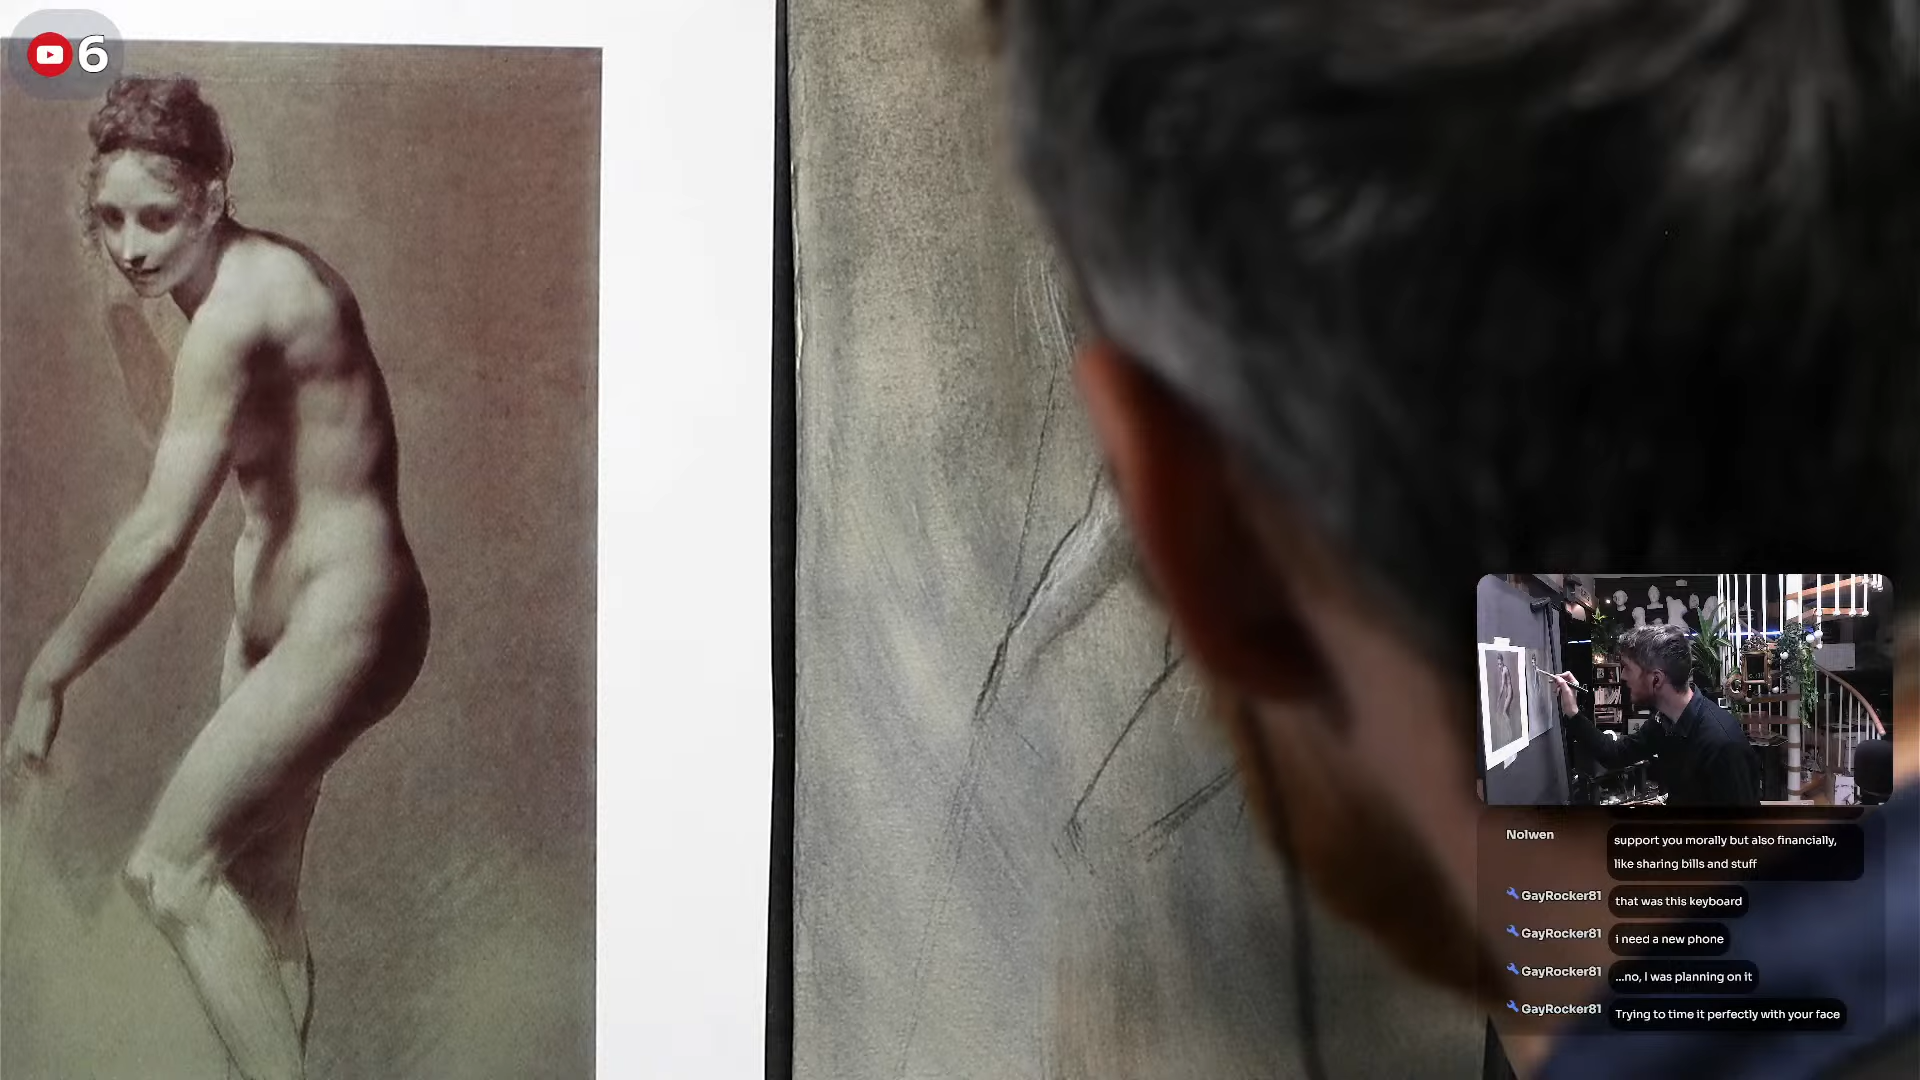 6
Nolwen
support you morally but also financially,
like sharing bills and stuff
GayRocker81
that was this keyboard
GayRocker81
i need a new phone
GayRocker81
...no, I was planning on it
GayRocker81
Trying to time it perfectly with your face